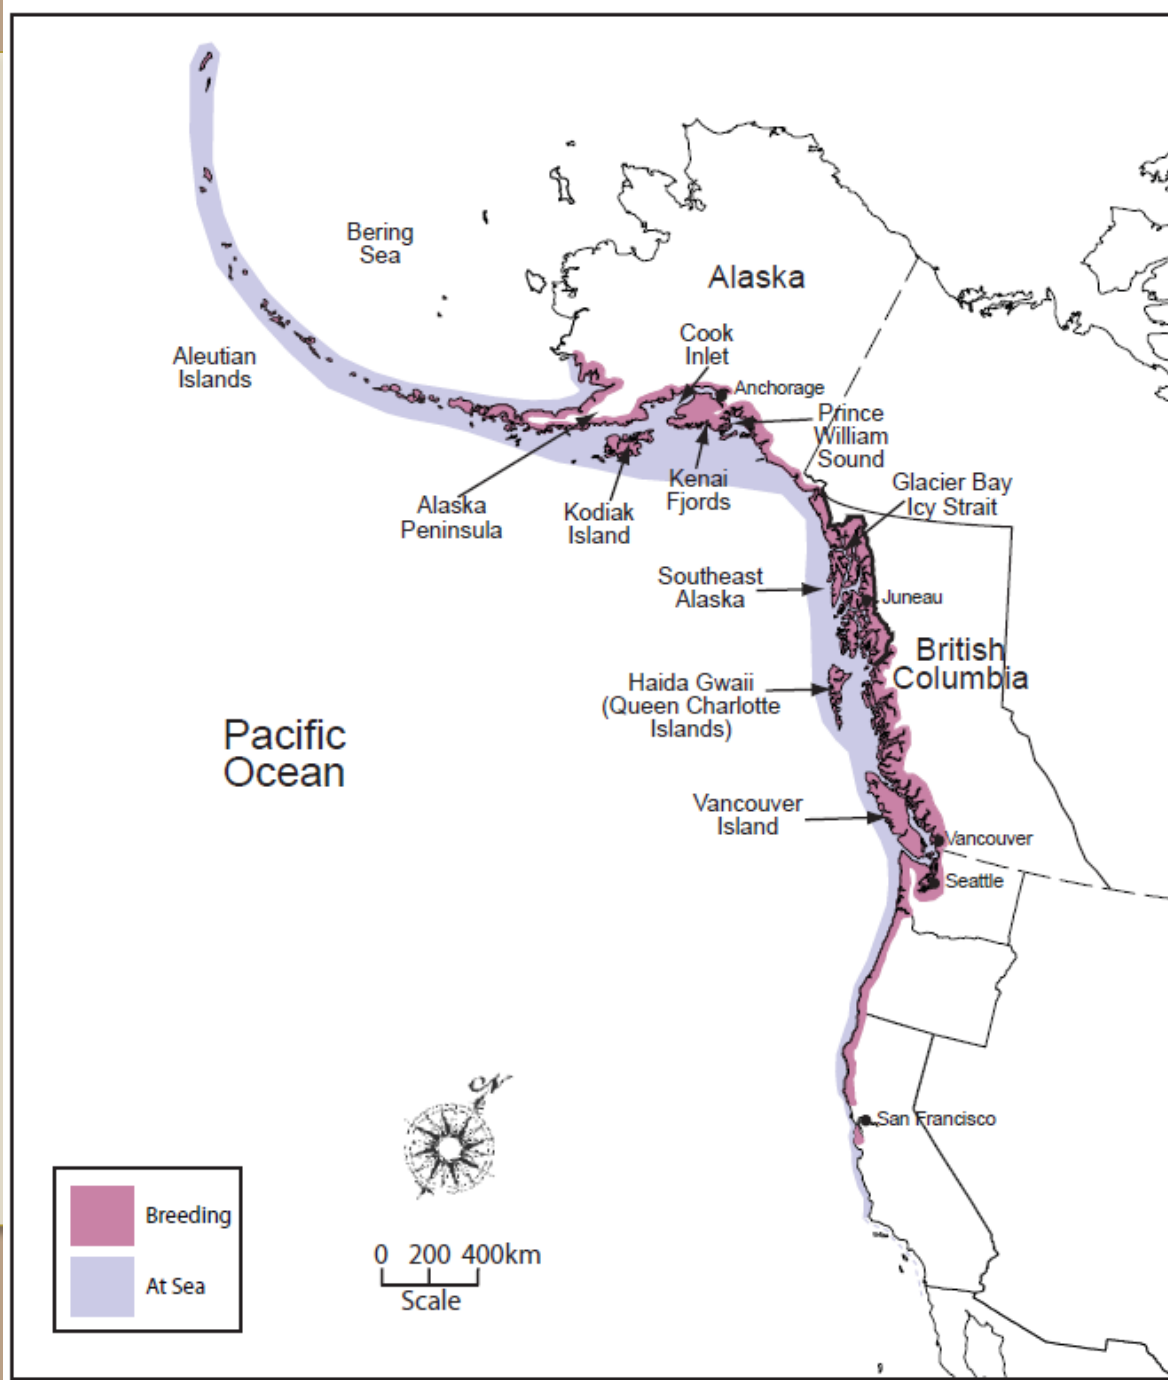 Bering
Sea
Alaska
Cook
Inlet
Aleutian
Islands
Anchorage
Prince
William
Sound
Kenai
Fjords
Glacier Bay
Icy Strait
Alaska
Peninsula
Kodiak
Island
Southeast
Alaska
Juneau
British
Columbia
Haida Gwaii
(Queen Charlotte
Islands)
Pacific
Ocean
Vancouver
Island
Vancouver
Seattle
San Francisco
N
Breeding
At Sea
0 200 400km
Scale